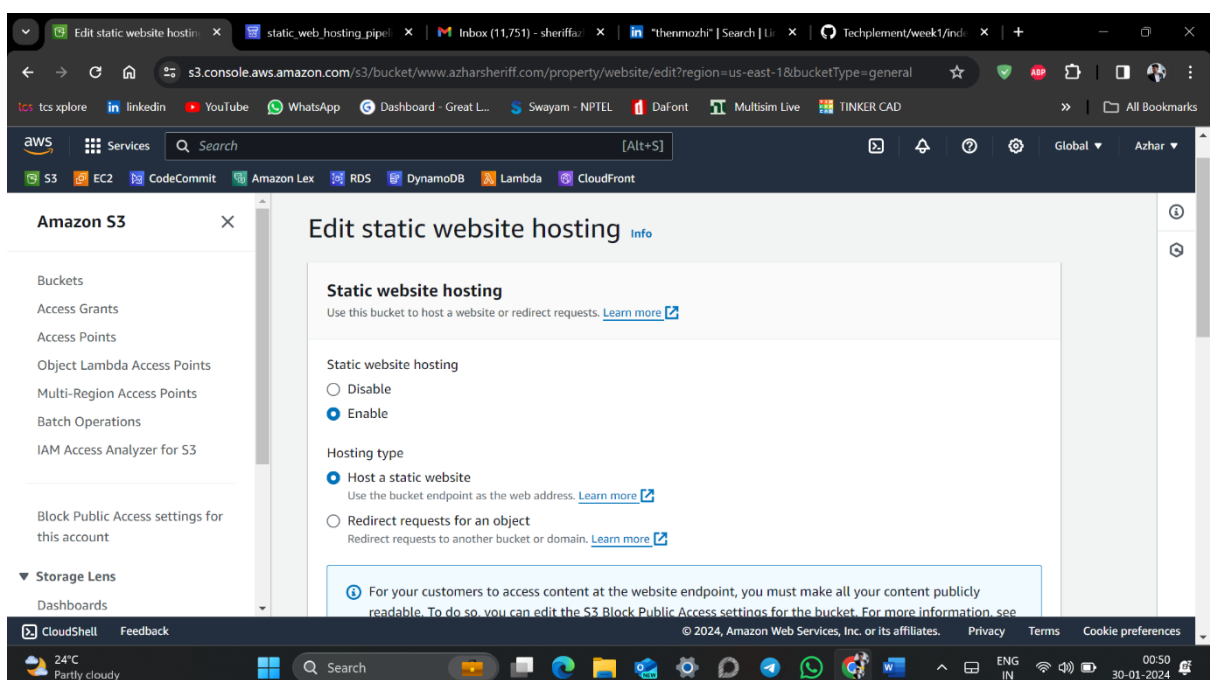 Edit static website hostin
static_web_hosting_pipeli
Inbox (11,751) - sheriffaz
in "thenmozhi" | Search | Lin
Techplement/week1/inde
s3.console.aws.amazon.com/s3/bucket/www.azharsheriff.com/property/website/edit?region=us-east-1&bucketType=general
ABP
tcs tcs xplore
in linkedin
YouTube
WhatsApp
G Dashboard - Great L...
Swayam - NPTEL
DaFont
Multisim Live
TINKER CAD
»
All Bookmarks
aws
Services
Search
[Alt+S]
Global ▼
Azhar ▼
S3
EC2
CodeCommit
Amazon Lex
RDS
DynamoDB
Lambda
CloudFront
Amazon S3
Buckets
Access Grants
Access Points
Object Lambda Access Points
Multi-Region Access Points
Batch Operations
IAM Access Analyzer for S3
Block Public Access settings for
this account
▼ Storage Lens
Dashboards
Edit static website hosting Info
Static website hosting
Use this bucket to host a website or redirect requests. Learn more
Static website hosting
Disable
Enable
Hosting type
Host a static website
Use the bucket endpoint as the web address. Learn more
Redirect requests for an object
Redirect requests to another bucket or domain. Learn more
For your customers to access content at the website endpoint, you must make all your content publicly
readable. To do so, you can edit the S3 Block Public Access settings for the bucket. For more information, see
CloudShell
Feedback
© 2024, Amazon Web Services, Inc. or its affiliates.
Privacy
Terms
Cookie preferences
24°C
Partly cloudy
Search
NEW
W
ENG
IN
00:50
30-01-2024